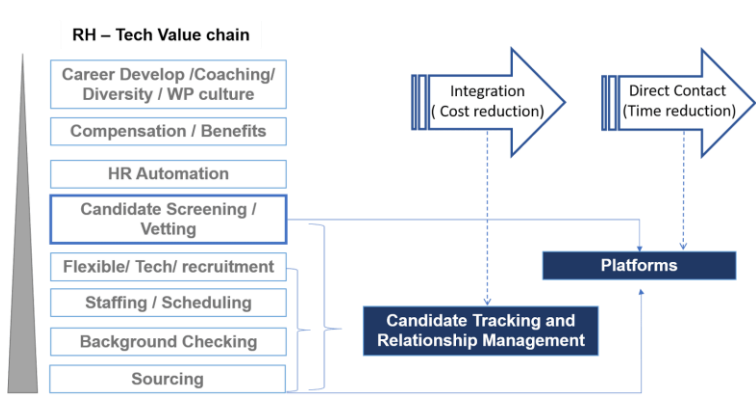 RH – Tech Value chain
Career Develop /Coaching/
Diversity / WP culture
Compensation / Benefits
HR Automation
Candidate Screening /
Vetting
Flexible/ Tech/ recruitment
Staffing / Scheduling
Background Checking
Sourcing
Integration
( Cost reduction)
Direct Contact
(Time reduction)
Platforms
Candidate Tracking and
Relationship Management